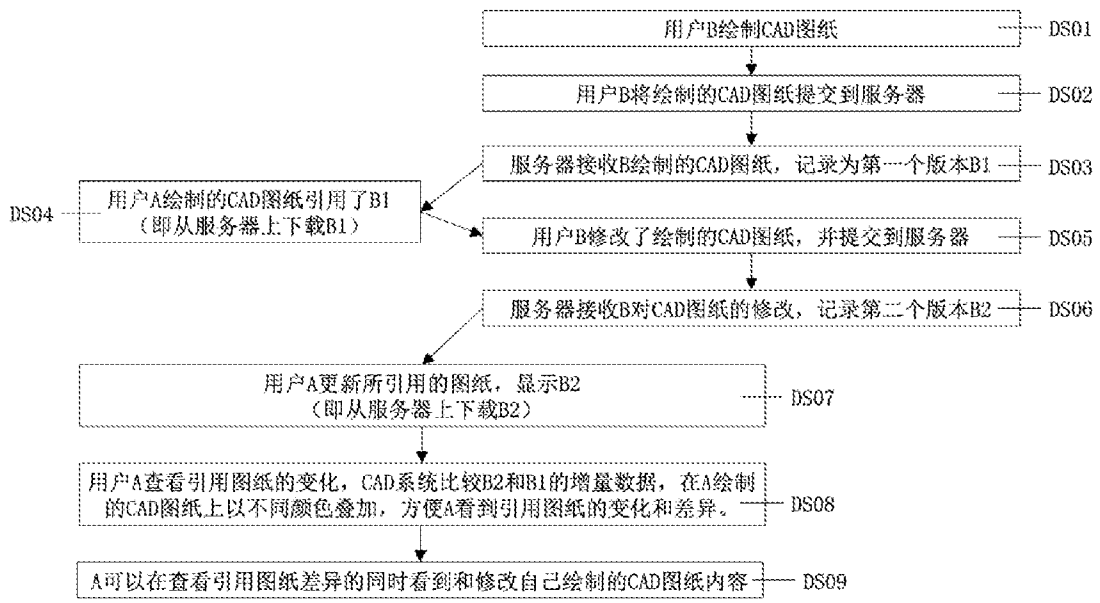 用户B绘制CAD图纸 DS01
用户B将绘制的CAD图纸提交到服务器 DS02
服务器接收B绘制的CAD图纸，记录为第一个版本B1 DS03
DS04 用户A绘制的CAD图纸引用了B1
（即从服务器上下载B1）
用户B修改了绘制的CAD图纸，并提交到服务器 DS05
服务器接收B对CAD图纸的修改，记录第二个版本B2 DS06
用户A更新所引用的图纸，显示B2
（即从服务器上下载B2） DS07
用户A查看引用图纸的变化，CAD系统比较B2和B1的增量数据，在A绘制
的CAD图纸上以不同颜色叠加，方便A看到引用图纸的变化和差异。 DS08
A可以在查看引用图纸差异的同时看到和修改自己绘制的CAD图纸内容 DS09